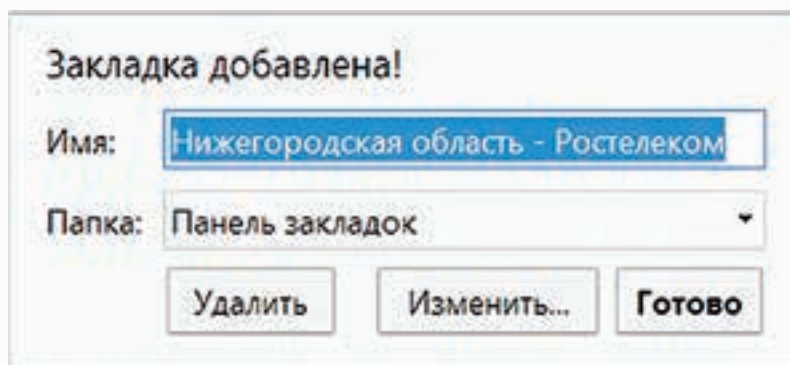 Закладка добавлена!
Имя: Нижегородская область - Ростелеком
Папка: Панель закладок
Удалить Изменить... Готово